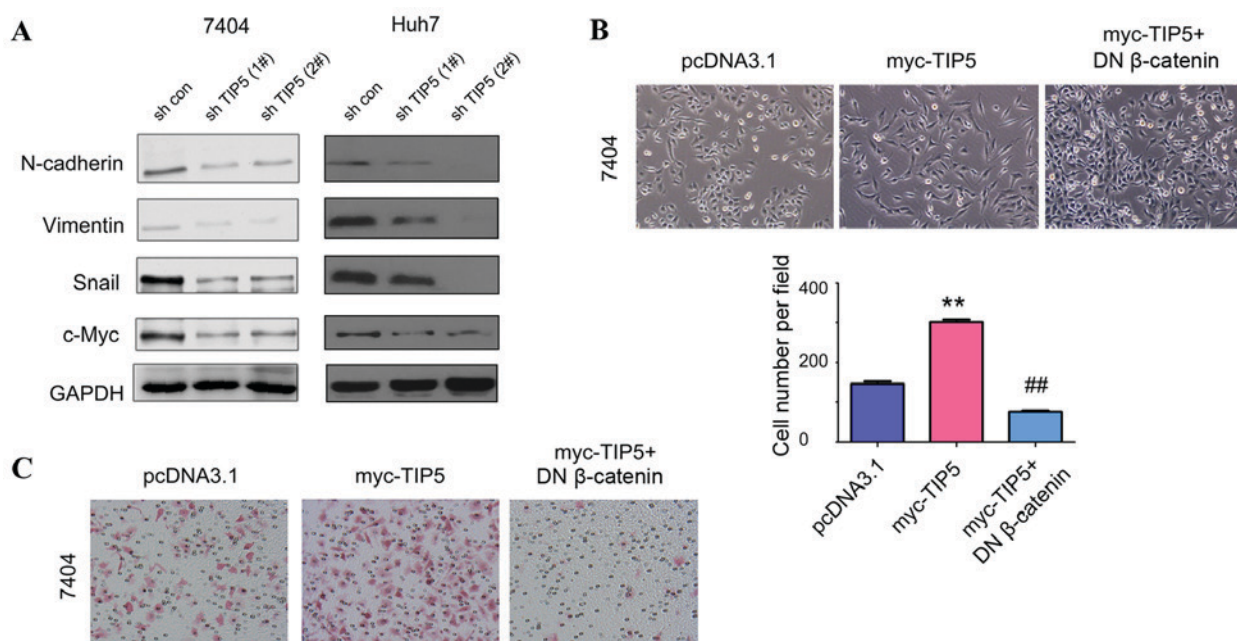 A
7404
Huh7
sh con
sh TIP5 (1#)
sh TIP5 (2#)
sh con
sh TIP5 (1#)
sh TIP5 (2#)
N-cadherin
Vimentin
Snail
c-Myc
GAPDH
B
pcDNA3.1
myc-TIP5
myc-TIP5+
DN β-catenin
7404
Cell number per field
400
200
0
**
##
pcDNA3.1
myc-TIP5
myc-TIP5+
DN β-catenin
C
pcDNA3.1
myc-TIP5
myc-TIP5+
DN β-catenin
7404